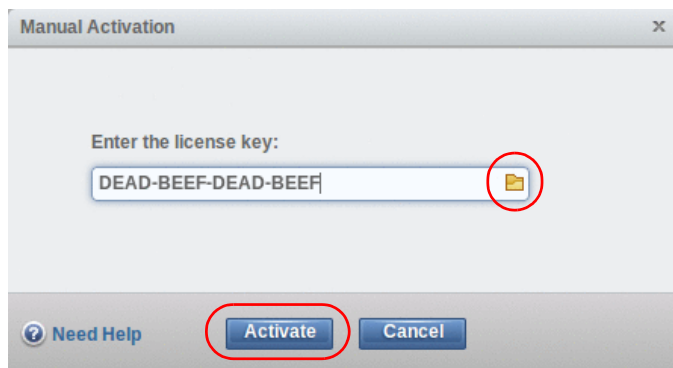 Manual Activation x
Enter the license key:
DEAD-BEEF-DEAD-BEEF
? Need Help Activate Cancel